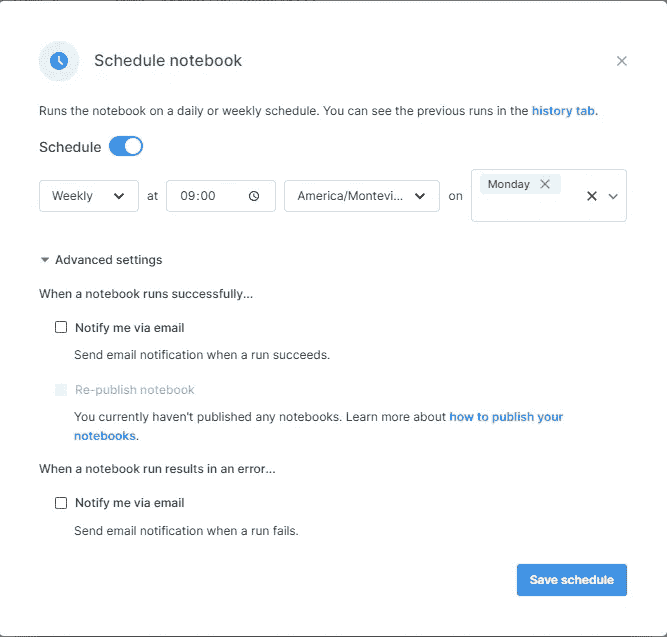 Schedule notebook
Runs the notebook on a daily or weekly schedule. You can see the previous runs in the history tab.
Schedule
Weekly at 09:00 America/Montevi... on Monday
Advanced settings
When a notebook runs successfully...
Notify me via email
Send email notification when a run succeeds.
Re-publish notebook
You currently haven't published any notebooks. Learn more about how to publish your
notebooks.
When a notebook run results in an error...
Notify me via email
Send email notification when a run fails.
Save schedule